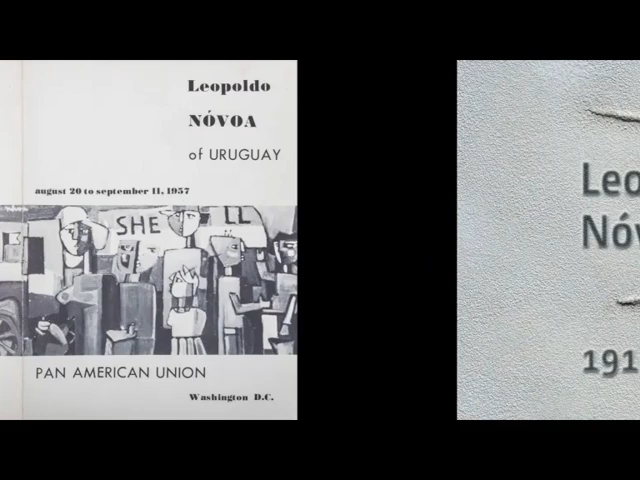 Leopoldo
NÓVOA
of URUGUAY
august 20 to september 11, 1957
SHE LL
PAN AMERICAN UNION
Washington D.C.
Leo
Nóv
191